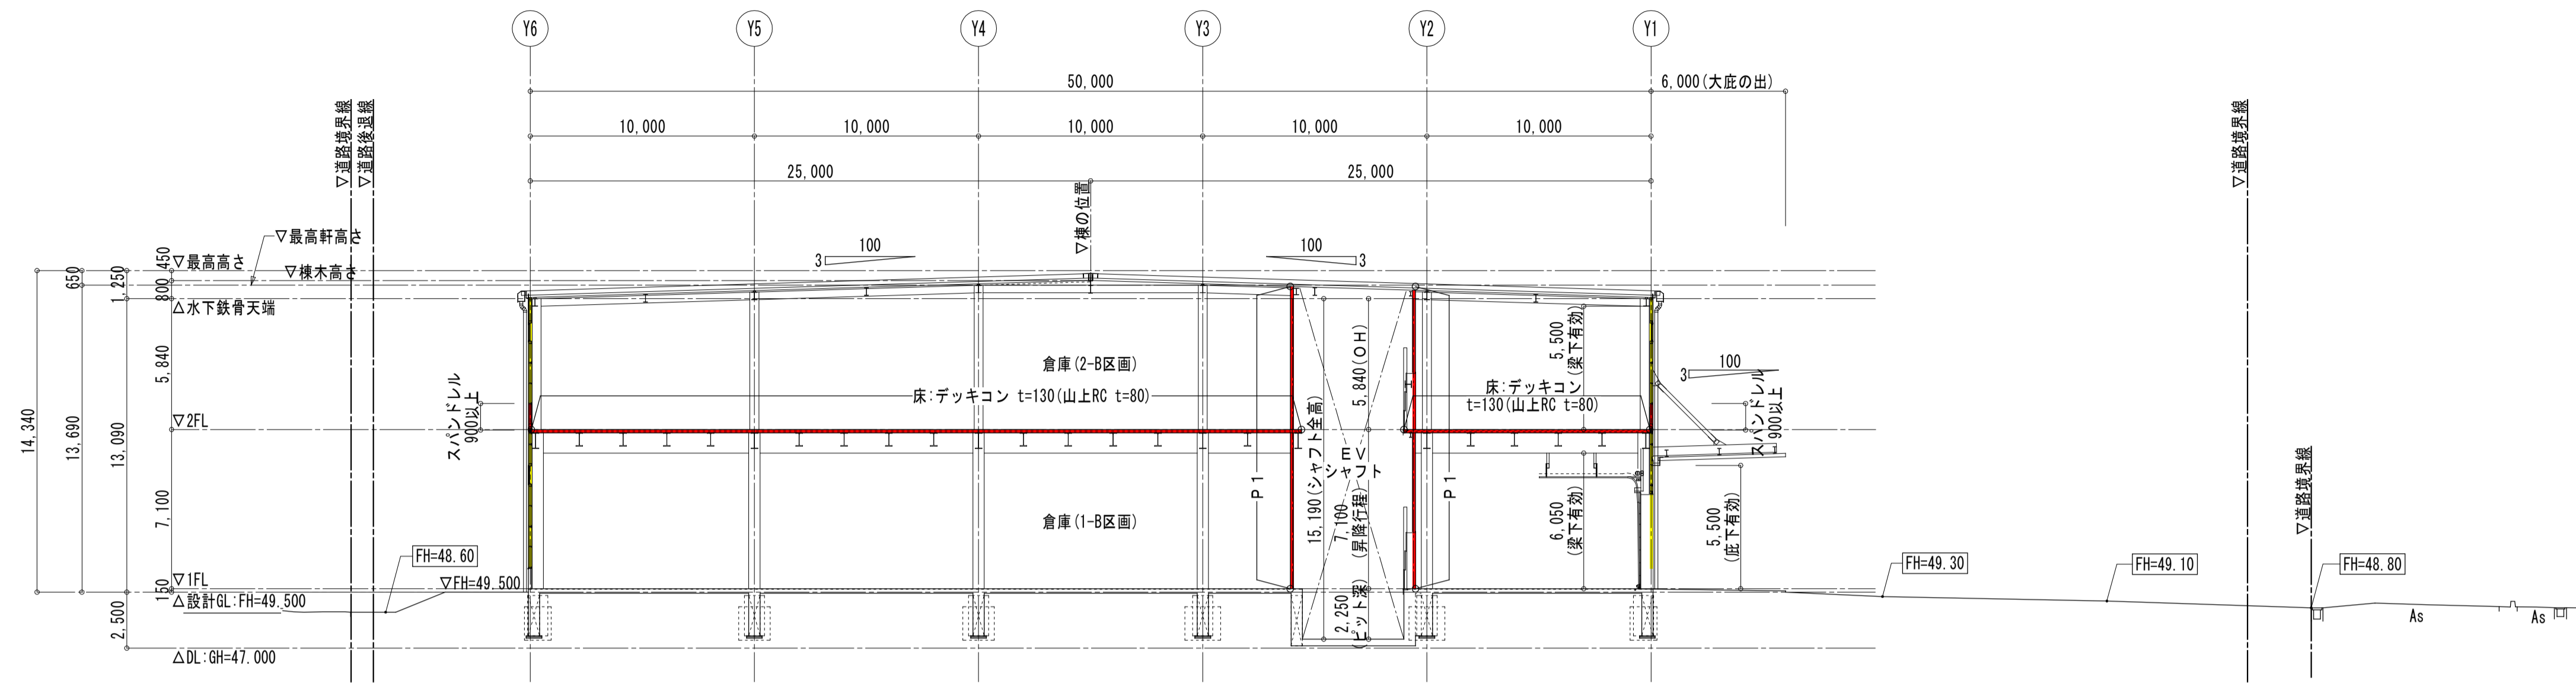 Y6
Y5
Y4
Y3
Y2
Y1
50,000
6,000(大庇の出)
10,000
10,000
10,000
10,000
10,000
25,000
25,000
▽道路境界線
▽道路後退線
▽棟の位置
▽道路境界線
▽道路境界線
▽最高軒高さ
▽最高高さ
▽棟木高さ
△水下鉄骨天端
450
800
650
1,250
100
3
100
3
100
3
14,340
13,690
13,090
5,840
7,100
150
2,500
▽2FL
▽1FL
△設計GL:FH=49.500
△DL:GH=47.000
FH=48.60
▽FH=49.500
スパンドレル
900以上
倉庫(2-B区画)
床:デッキコン t=130(山上RC t=80)
倉庫(1-B区画)
P1
15,190(シャフト全高)
5,840(OH)
EV
シャフト
7,100
(昇降行程)
2,250
(ピット深)
P1
5,500
(梁下有効)
床:デッキコン
t=130(山上RC t=80)
6,050
(梁下有効)
5,500
(庇下有効)
スパンドレル
900以上
FH=49.30
FH=49.10
FH=48.80
As
As